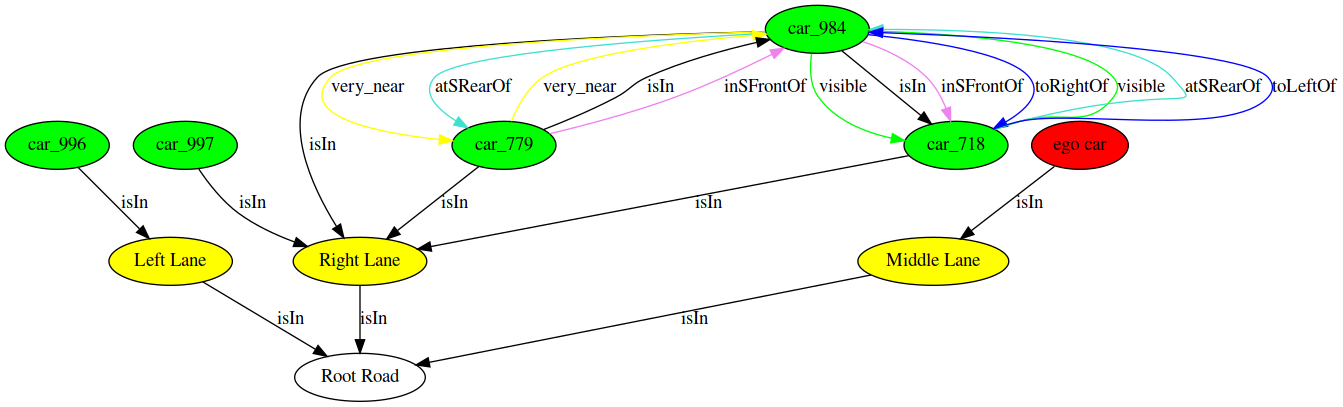 car_984
very_near
atSRearOf
very_near
isIn
inSFrontOf
visible
isIn
inSFrontOf
toRightOf
visible
atSRearOf
toLeftOf
isIn
car_996
car_997
car_779
car_718
ego car
isIn
isIn
isIn
isIn
isIn
Left Lane
Right Lane
Middle Lane
isIn
isIn
isIn
Root Road